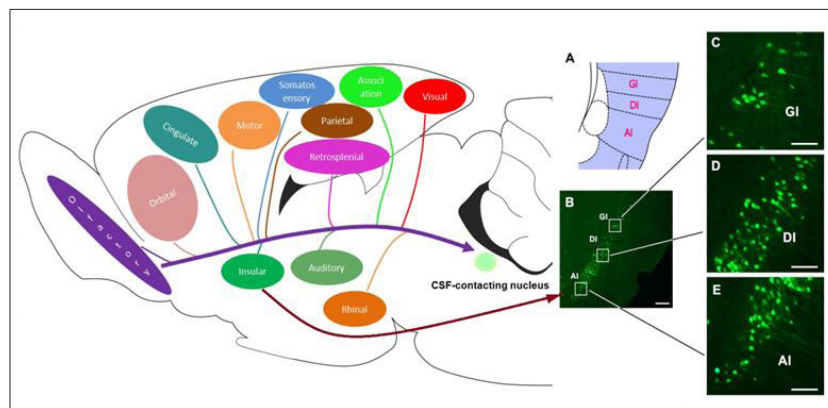 Olfactory
Orbital
Cingulate
Motor
Somatos
ensory
Parietal
Retrosplenial
Associ
ation
Visual
Insular
Auditory
Rhinal
CSF-contacting nucleus
A
GI
DI
AI
B
GI
DI
AI
C
GI
D
DI
E
AI